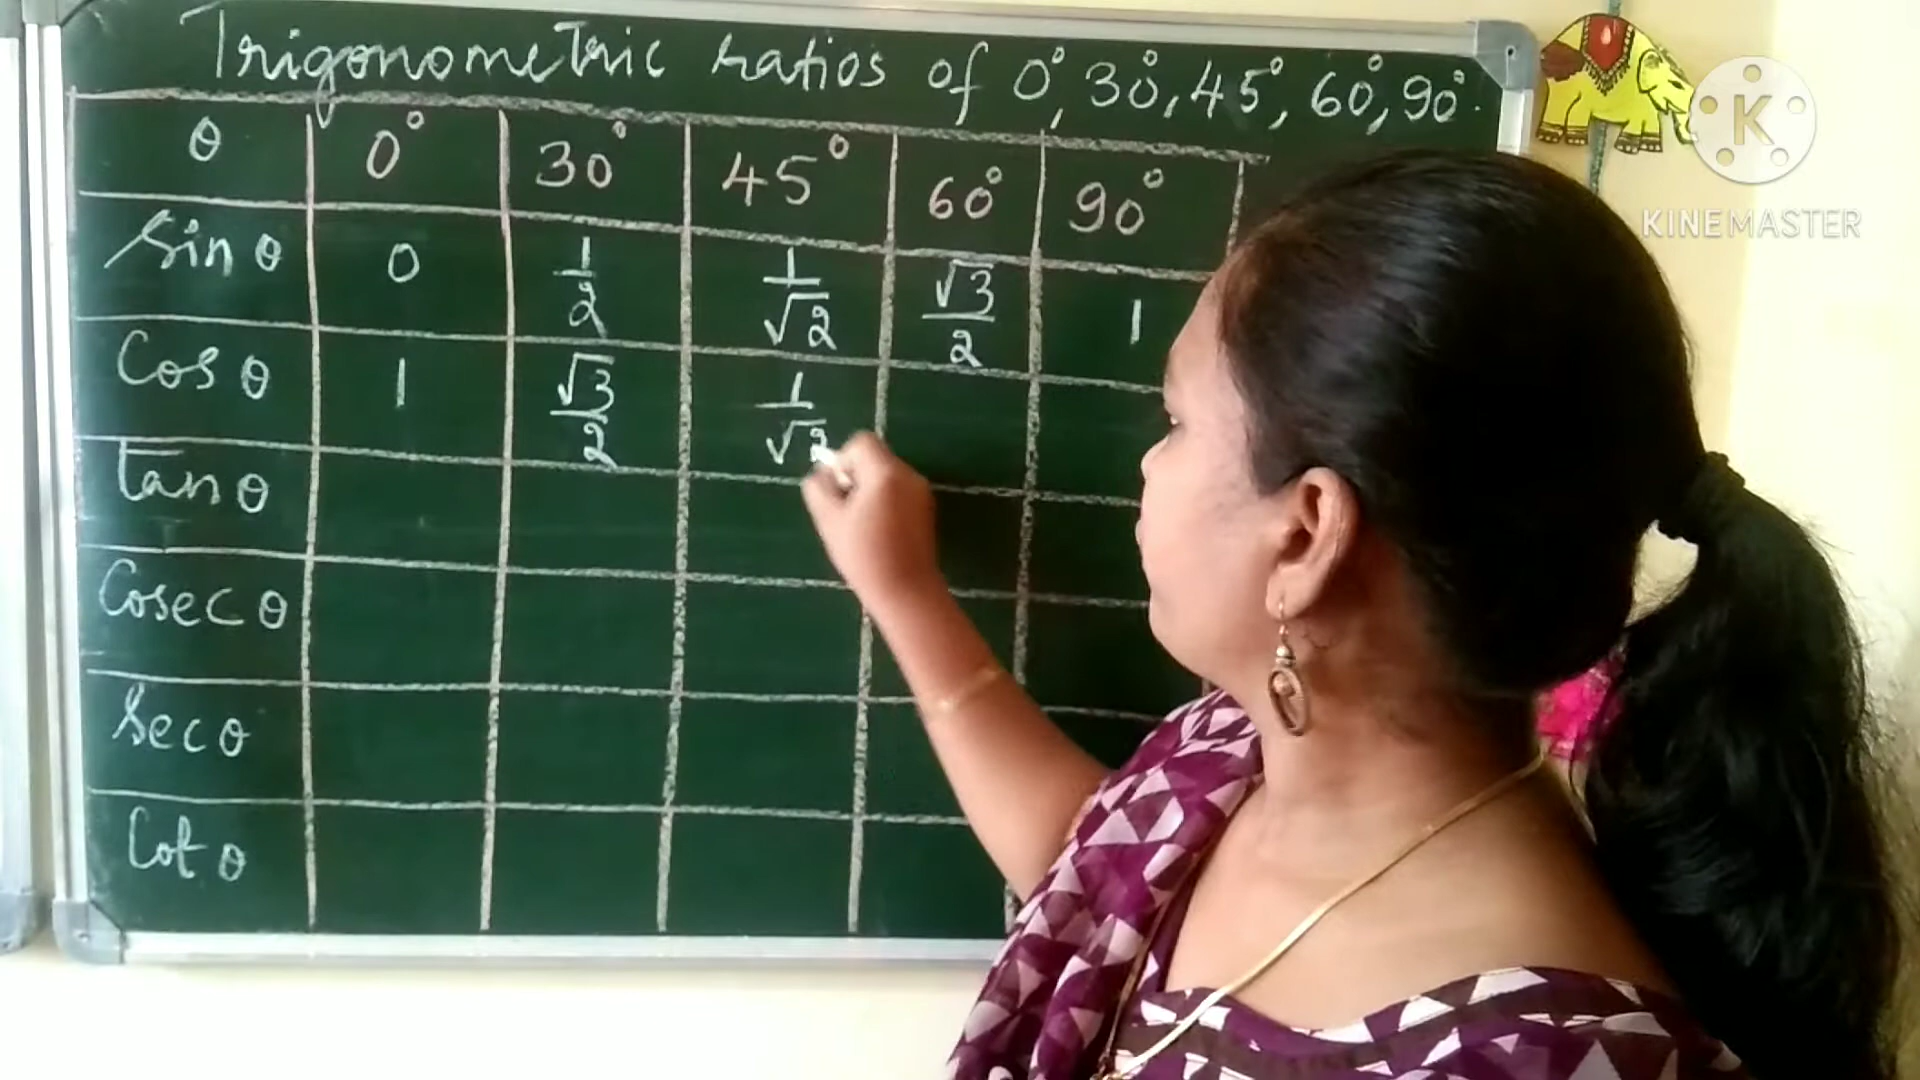 Trigonometric ratios of 0°, 30°, 45°, 60°, 90°.
θ 0° 30° 45° 60° 90°
sin θ 0 1/2 1/√2 √3/2 1
Cos θ 1 √3/2 1/√2
tan θ
Cosec θ
sec θ
Cot θ
K
KINEMASTER